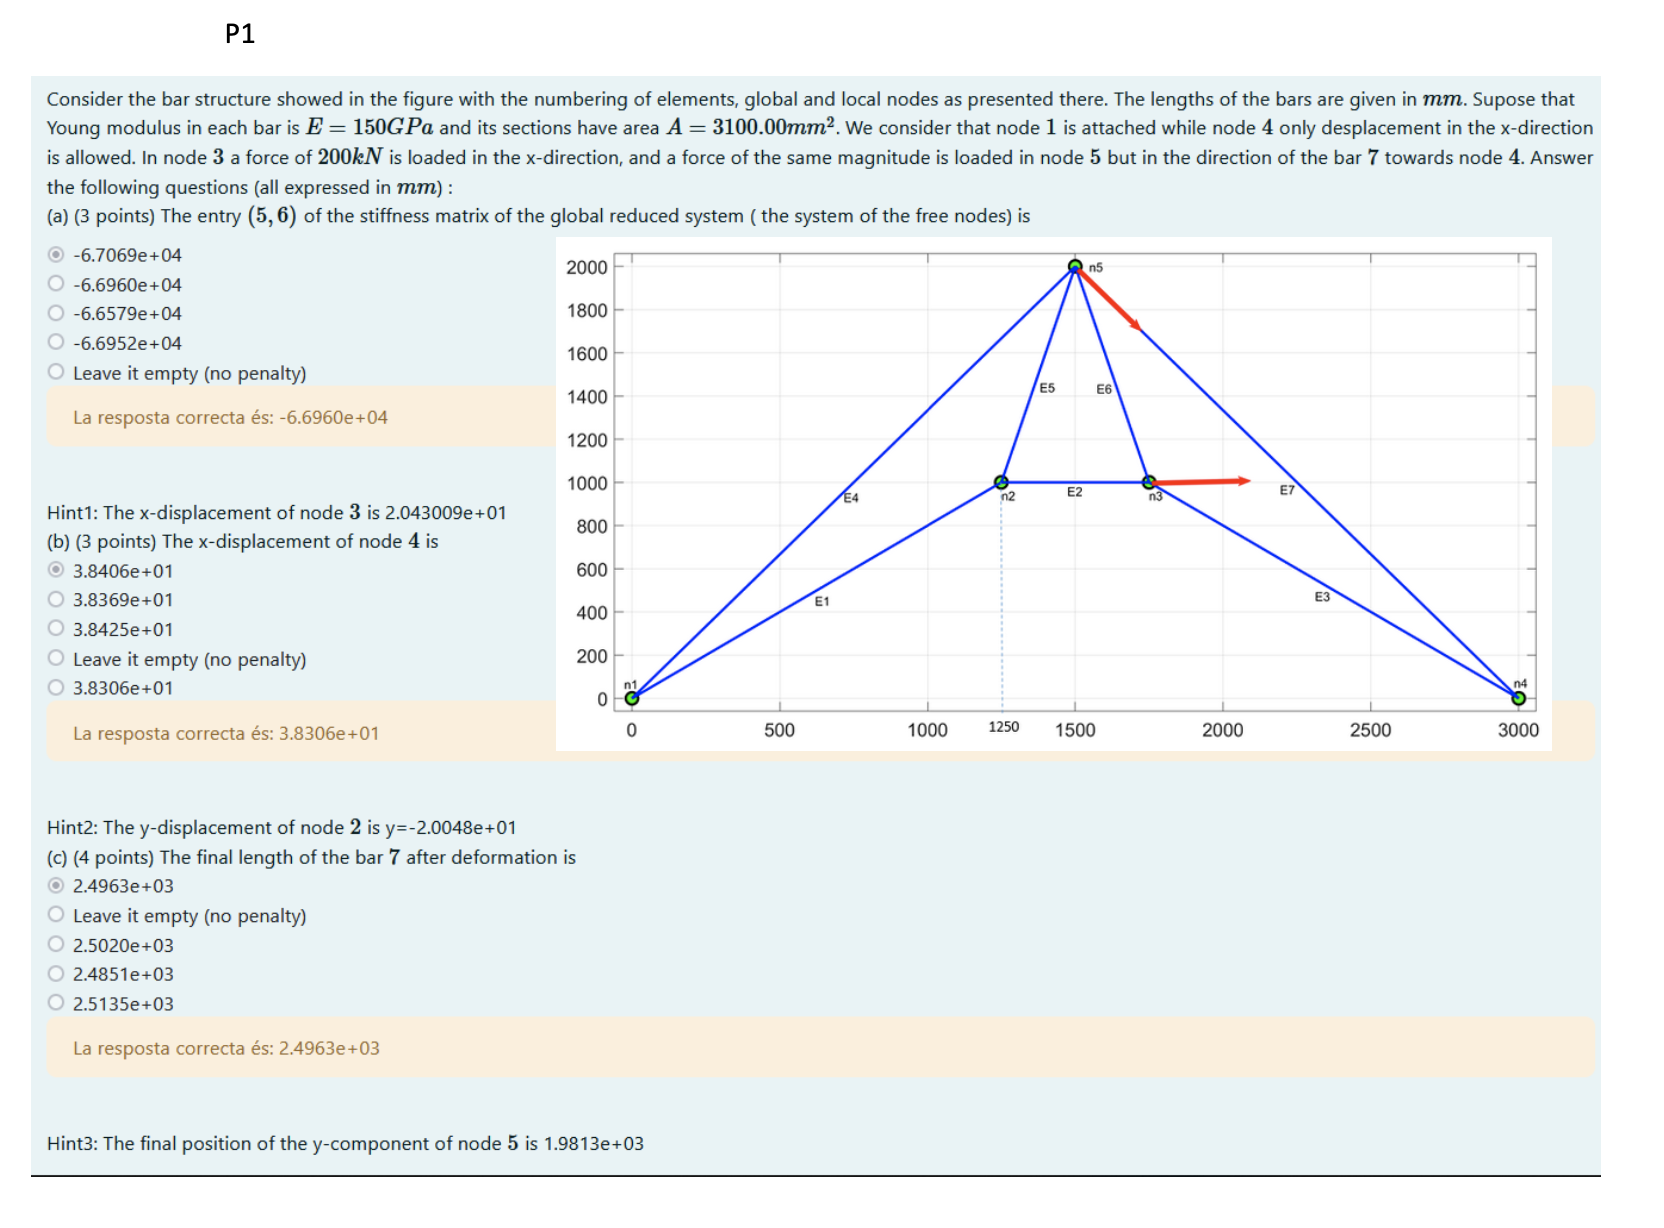 P1
Consider the bar structure showed in the figure with the numbering of elements, global and local nodes as presented there. The lengths of the bars are given in mm. Supose that
Young modulus in each bar is E = 150GPa and its sections have area A = 3100.00mm². We consider that node 1 is attached while node 4 only desplacement in the x-direction
is allowed. In node 3 a force of 200kN is loaded in the x-direction, and a force of the same magnitude is loaded in node 5 but in the direction of the bar 7 towards node 4. Answer
the following questions (all expressed in mm) :
(a) (3 points) The entry (5, 6) of the stiffness matrix of the global reduced system ( the system of the free nodes) is
-6.7069e+04
-6.6960e+04
-6.6579e+04
-6.6952e+04
Leave it empty (no penalty)
La resposta correcta és: -6.6960e+04
Hint1: The x-displacement of node 3 is 2.043009e+01
(b) (3 points) The x-displacement of node 4 is
3.8406e+01
3.8369e+01
3.8425e+01
Leave it empty (no penalty)
3.8306e+01
La resposta correcta és: 3.8306e+01
2000
1800
1600
1400
1200
1000
800
600
400
200
0
n5
E5
E6
E4
n2
E2
n3
E7
E1
E3
n1
n4
0
500
1000
1250
1500
2000
2500
3000
Hint2: The y-displacement of node 2 is y=-2.0048e+01
(c) (4 points) The final length of the bar 7 after deformation is
2.4963e+03
Leave it empty (no penalty)
2.5020e+03
2.4851e+03
2.5135e+03
La resposta correcta és: 2.4963e+03
Hint3: The final position of the y-component of node 5 is 1.9813e+03